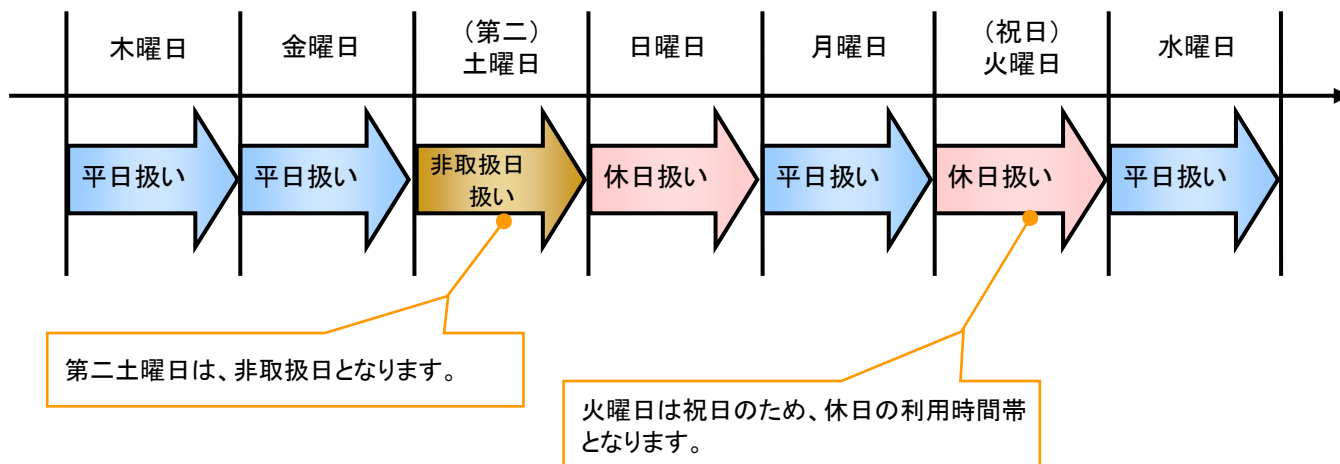 木曜日
金曜日
(第二)
土曜日
日曜日
月曜日
(祝日)
火曜日
水曜日
平日扱い
平日扱い
非取扱日
扱い
休日扱い
平日扱い
休日扱い
平日扱い
第二土曜日は、非取扱日となります。
火曜日は祝日のため、休日の利用時間帯
となります。